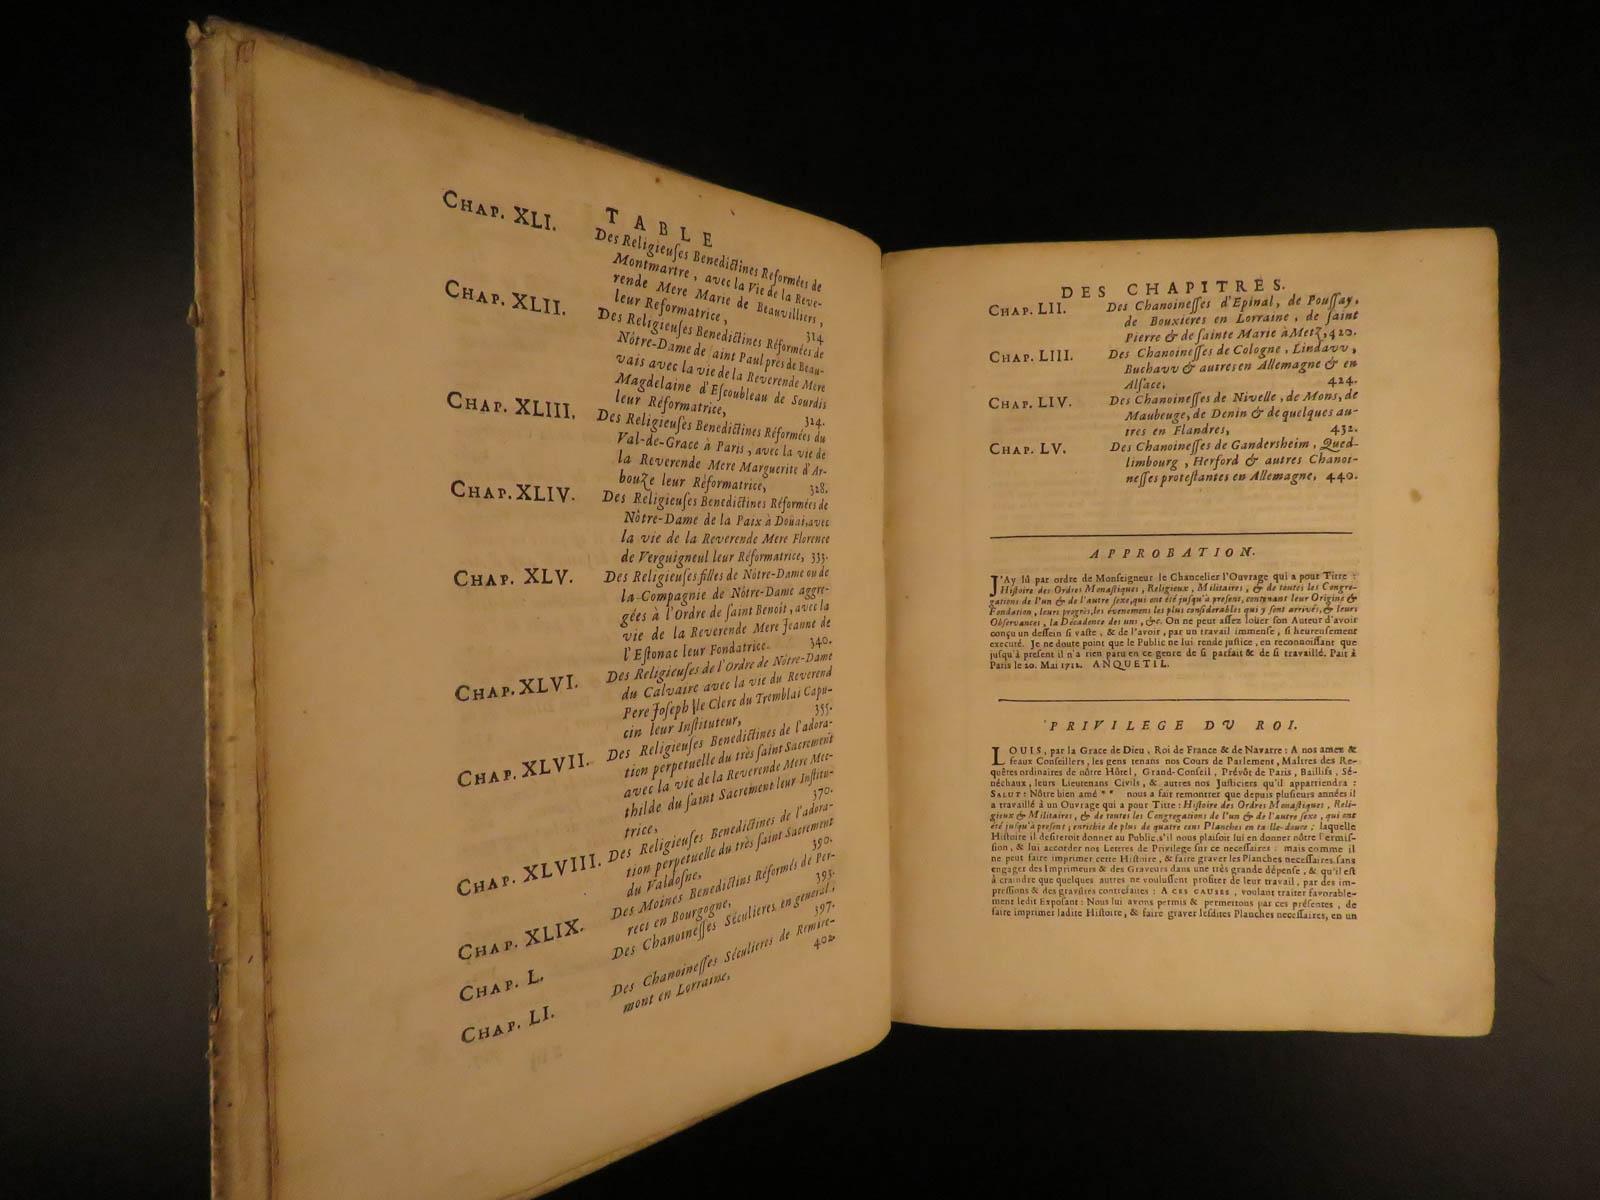 TABLE
CHAP. XLI. Des Religieuſes Benedictines Reformées de
Montmartre, avec la Vie de la Reve-
rende Mere Marie de Beauvilliers,
leur Reformatrice, 314
CHAP. XLII. Des Religieuſes Benedictines Réformées de
Nôtre-Dame de ſaint Paul près de Beau-
vais avec la vie de la Reverende Mere
Magdelaine d'Eſcoubleau de Sourdis
leur Réformatrice, 324.
CHAP. XLIII. Des Religieuſes Benedictines Réformées du
Val-de-Grace à Paris, avec la vie de
la Reverende Mere Marguerite d'Ar-
bouze leur Réformatrice, 328.
CHAP. XLIV. Des Religieuſes Benedictines Réformées de
Nôtre-Dame de la Paix à Doüai, avec
la vie de la Reverende Mere Florence
de Verguigneul leur Réformatrice, 333.
CHAP. XLV. Des Religieuſes filles de Nôtre-Dame ou de
la Compagnie de Nôtre-Dame aggre-
gées à l'Ordre de ſaint Benoît, avec la
vie de la Reverende Mere Jeanne de
l'Eſtonac leur Fondatrice. 340.
CHAP. XLVI. Des Religieuſes de l'Ordre de Nôtre-Dame
du Calvaire avec la vie du Reverend
Pere Joſeph le Clerc du Tremblai Capu-
cin leur Inſtituteur, 355.
CHAP. XLVII. Des Religieuſes Benedictines de l'adora-
tion perpetuelle du très ſaint Sacrement
avec la vie de la Reverende Mere Mec-
thilde du ſaint Sacrement leur Inſtitu-
trice, 370.
CHAP. XLVIII. Des Religieuſes Benedictines de l'adora-
tion perpetuelle du très ſaint Sacrement
du Valdoſne, 390.
CHAP. XLIX. Des Moines Benedictins Réformés de Per-
reci en Bourgogne, 393.
CHAP. L. Des Chanoineſſes Séculieres en general, 397.
CHAP. LI. Des Chanoineſſes Séculieres de Remire-
mont en Lorraine, 402.
DES CHAPITRES.
CHAP. LII. Des Chanoineſſes d'Epinal, de Pouſſay,
de Bouxieres en Lorraine, de ſaint
Pierre & de ſainte Marie à Metz, 420.
CHAP. LIII. Des Chanoineſſes de Cologne, Lindavv,
Buchavv & autres en Allemagne & en
Alſace, 424.
CHAP. LIV. Des Chanoineſſes de Nivelle, de Mons, de
Maubeuge, de Denin & de quelques au-
tres en Flandres, 432.
CHAP. LV. Des Chanoineſſes de Gandersheim, Qued-
limbourg, Herford & autres Chanoi-
neſſes proteſtantes en Allemagne, 440.
APPROBATION.
J'Ay lû par ordre de Monſeigneur le Chancelier l'Ouvrage qui a pour Titre :
Hiſtoire des Ordres Monaſtiques, Religieux, Militaires, & de toutes les Congre-
gations de l'un & de l'autre ſexe, qui ont été juſqu'à preſent, contenant leur Origine &
Fondation, leurs progrès, les évenemens les plus conſiderables qui y ſont arrivés, & leurs
Obſervances, la Décadence des uns, &c. On ne peut aſſez loüer ſon Auteur d'avoir
conçu un deſſein ſi vaſte, & de l'avoir, par un travail immenſe, ſi heureuſement
executé. Je ne doute point que le Public ne lui rende juſtice, en reconnoiſſant que
juſqu'à preſent il n'a rien paru en ce genre de ſi parfait & de ſi travaillé. Fait à
Paris le 20. Mai 1712. ANQUETIL.
PRIVILEGE DU ROI.
LOUIS, par la Grace de Dieu, Roi de France & de Navarre : A nos amez &
feaux Conſeillers, les gens tenans nos Cours de Parlement, Maîtres des Re-
quêtes ordinaires de nôtre Hôtel, Grand-Conſeil, Prévôt de Paris, Baillifs, Sé-
néchaux, leurs Lieutenans Civils, & autres nos Juſticiers qu'il appartiendra :
SALUT : Nôtre bien amé ** nous a fait remontrer que depuis pluſieurs années il
a travaillé à un Ouvrage qui a pour Titre : Hiſtoire des Ordres Monaſtiques, Reli-
gieux & Militaires, & de toutes les Congregations de l'un & de l'autre ſexe, qui ont
été juſqu'à preſent ; enrichie de plus de quatre cens Planches en taille-douce ; laquelle
Hiſtoire il deſireroit donner au Public, s'il nous plaiſoit lui en donner nôtre Permiſ-
ſion, & lui accorder nos Lettres de Privilege ſur ce neceſſaires : mais comme il
ne peut faire imprimer cette Hiſtoire, & faire graver les Planches neceſſaires, ſans
engager des Imprimeurs & des Graveurs dans une très grande dépenſe, & qu'il eſt
à craindre que quelques autres ne vouluſſent profiter de leur travail, par des im-
preſſions & des gravûres contrefaites : A CES CAUSES, voulant traiter favorable-
ment ledit Expoſant : Nous lui avons permis & permettons par ces préſentes, de
faire imprimer ladite Hiſtoire, & faire graver leſdites Planches neceſſaires, en un